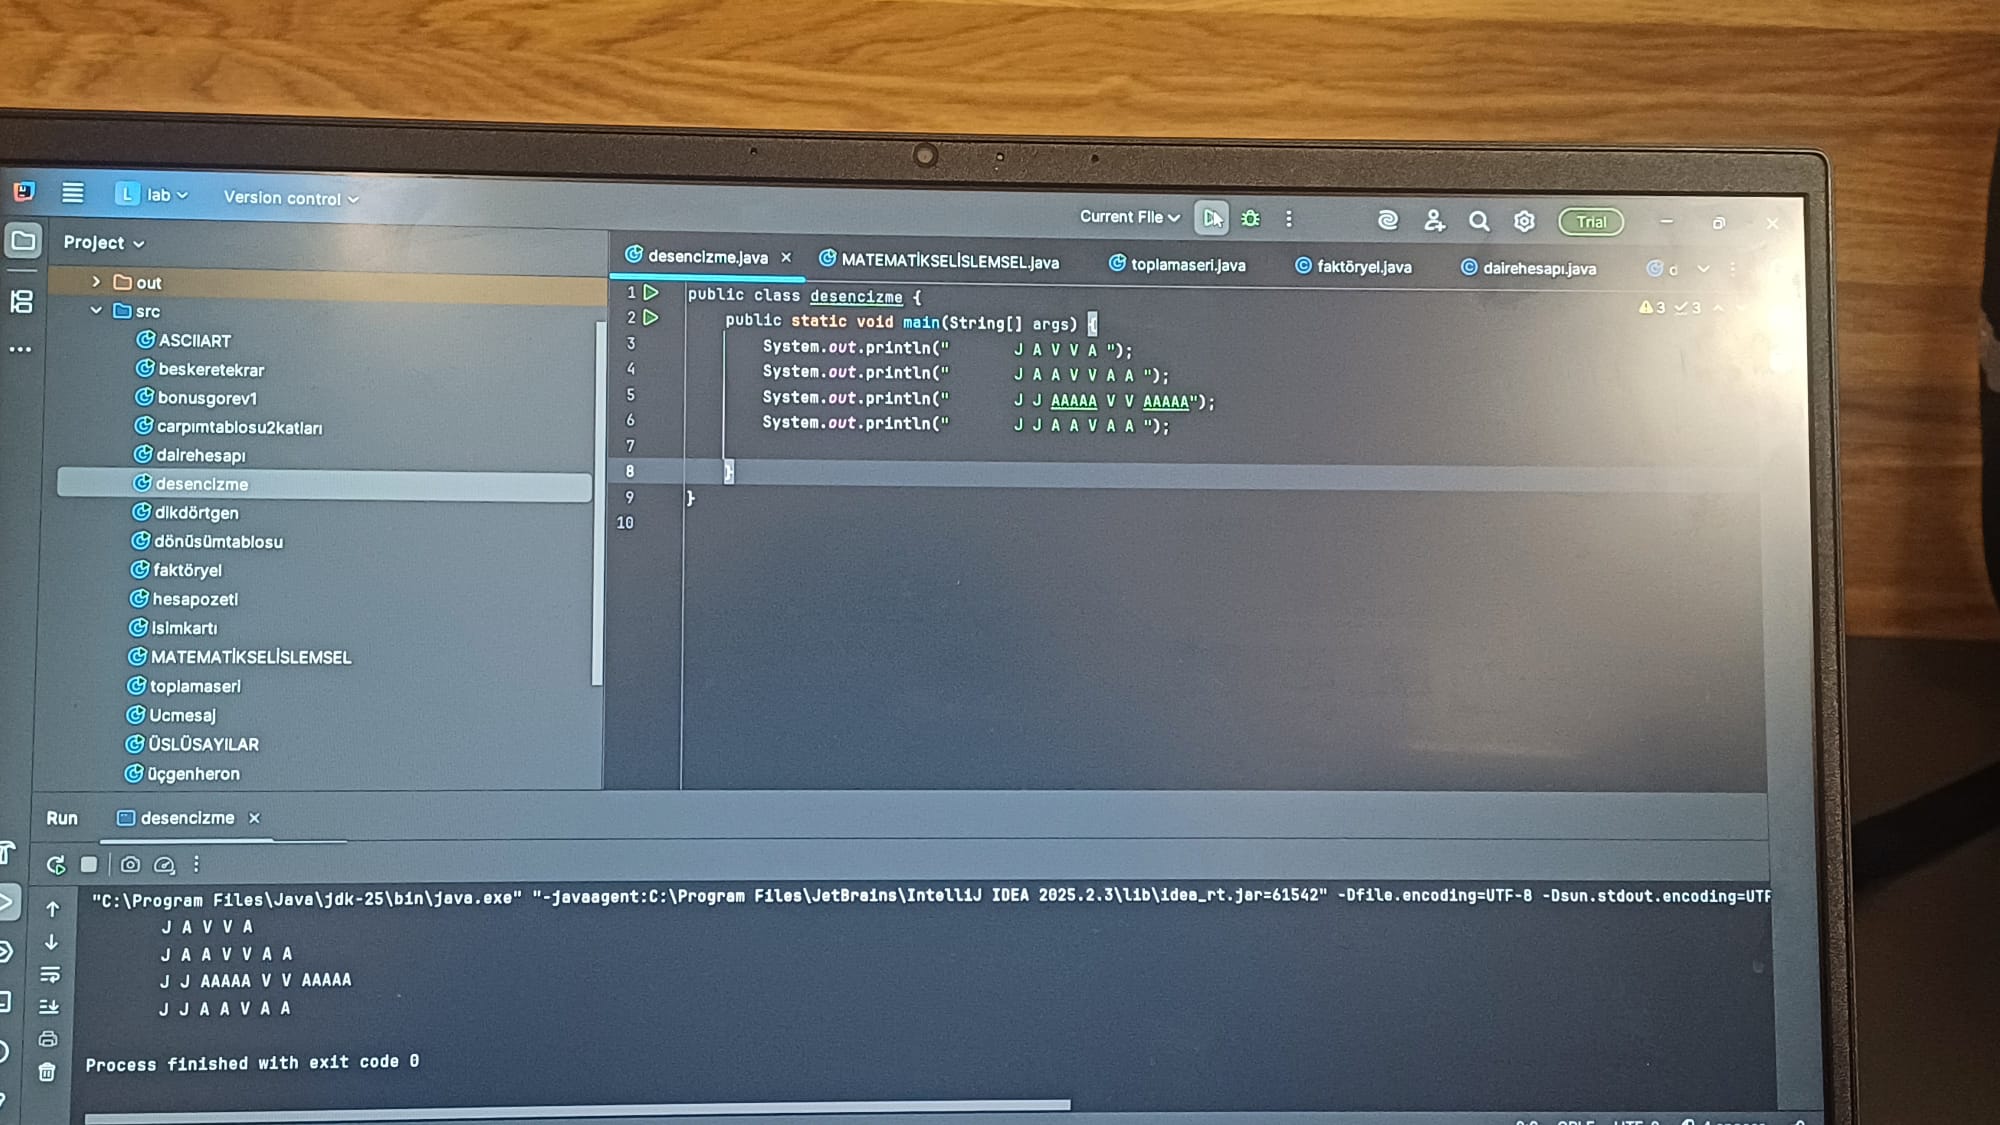 L lab Version control
Current File Trial
Project
out
src
ASCIIART
beskeretekrar
bonusgorev1
carpımtablosu2katları
dairehesapı
desencizme
dikdörtgen
dönüsümtablosu
faktöryel
hesapozeti
isimkartı
MATEMATİKSELİSLEMSEL
toplamaseri
Ucmesaj
ÜSLÜSAYILAR
üçgenheron
desencizme.java MATEMATİKSELİSLEMSEL.java toplamaseri.java faktöryel.java dairehesapı.java d
3 3
1 public class desencizme {
2 public static void main(String[] args) {
3 System.out.println("       J A V V A ");
4 System.out.println("       J A A V V A A ");
5 System.out.println("       J J AAAAA V V AAAAA");
6 System.out.println("       J J A A V A A ");
7
8 }
9 }
10
Run desencizme
"C:\Program Files\Java\jdk-25\bin\java.exe" "-javaagent:C:\Program Files\JetBrains\IntelliJ IDEA 2025.2.3\lib\idea_rt.jar=61542" -Dfile.encoding=UTF-8 -Dsun.stdout.encoding=UTF
J A V V A
J A A V V A A
J J AAAAA V V AAAAA
J J A A V A A
Process finished with exit code 0